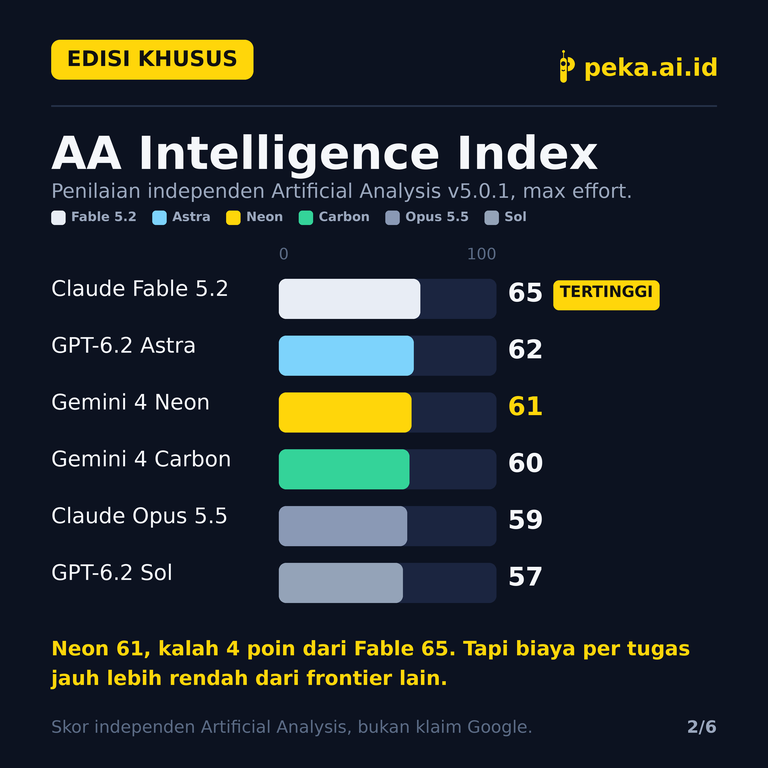 EDISI KHUSUS
peka.ai.id
AA Intelligence Index
Penilaian independen Artificial Analysis v5.0.1, max effort.
Fable 5.2 Astra Neon Carbon Opus 5.5 Sol
0 100
Claude Fable 5.2 65 TERTINGGI
GPT-6.2 Astra 62
Gemini 4 Neon 61
Gemini 4 Carbon 60
Claude Opus 5.5 59
GPT-6.2 Sol 57
Neon 61, kalah 4 poin dari Fable 65. Tapi biaya per tugas
jauh lebih rendah dari frontier lain.
Skor independen Artificial Analysis, bukan klaim Google.
2/6